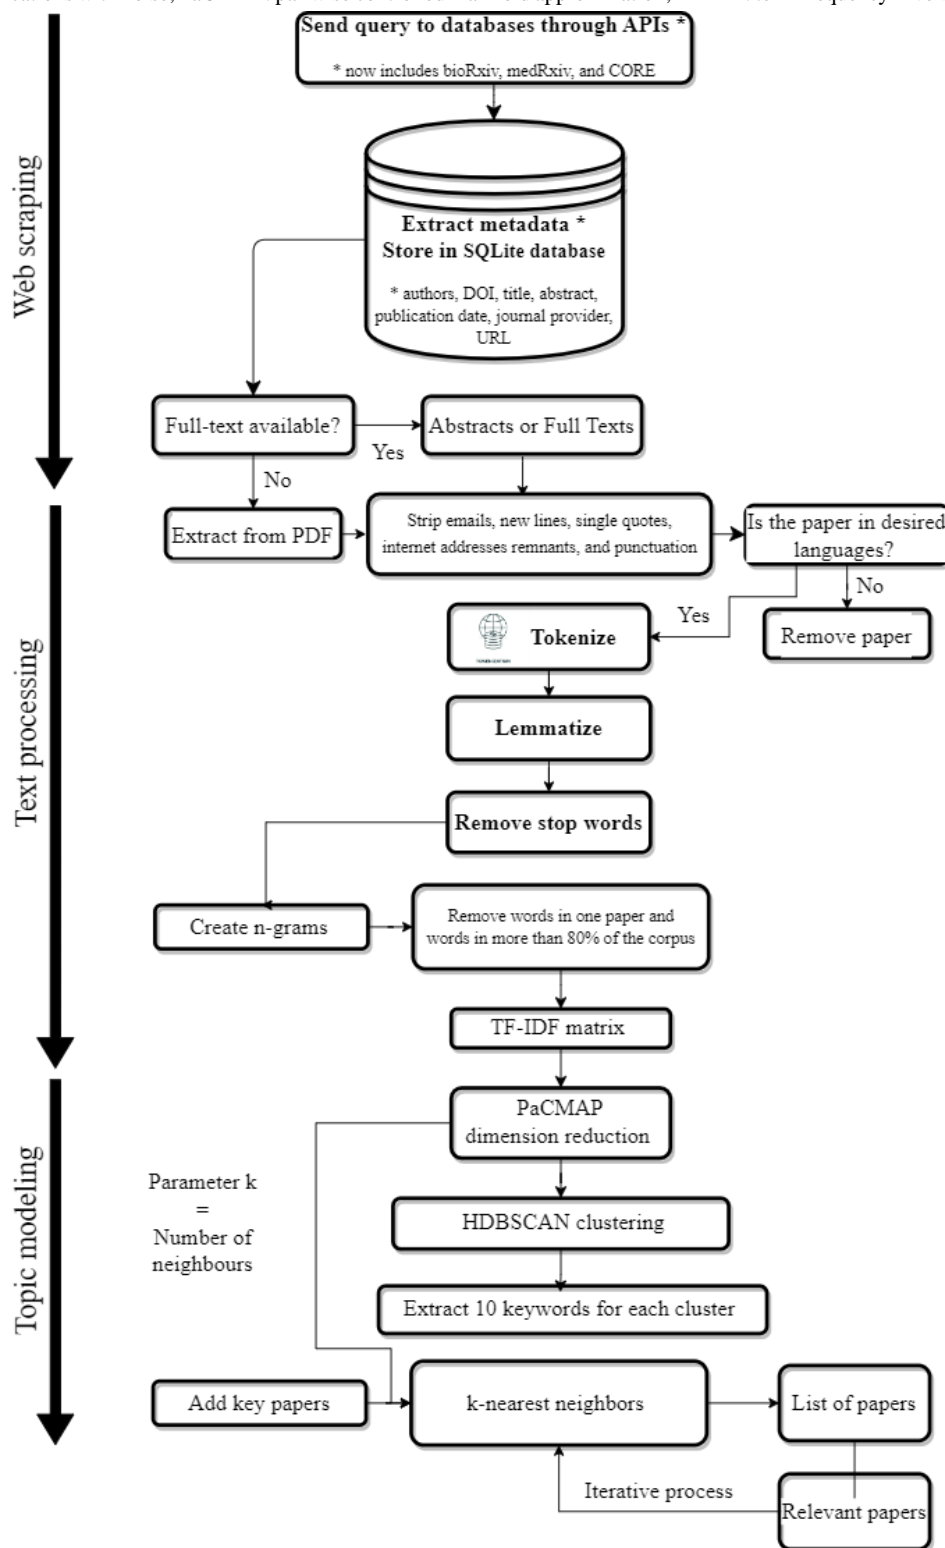 Send query to databases through APIs *
* now includes bioRxiv, medRxiv, and CORE
Extract metadata *
Store in SQLite database
* authors, DOI, title, abstract,
publication date, journal provider,
URL
Web scraping
Full-text available?
Yes
Abstracts or Full Texts
No
Extract from PDF
Strip emails, new lines, single quotes,
internet addresses remnants, and punctuation
Is the paper in desired
languages?
No
Yes
Remove paper
Tokenize
Lemmatize
Remove stop words
Text processing
Create n-grams
Remove words in one paper and
words in more than 80% of the corpus
TF-IDF matrix
PaCMAP
dimension reduction
Parameter k
=
Number of
neighbours
HDBSCAN clustering
Extract 10 keywords for each cluster
Topic modeling
Add key papers
k-nearest neighbors
List of papers
Iterative process
Relevant papers